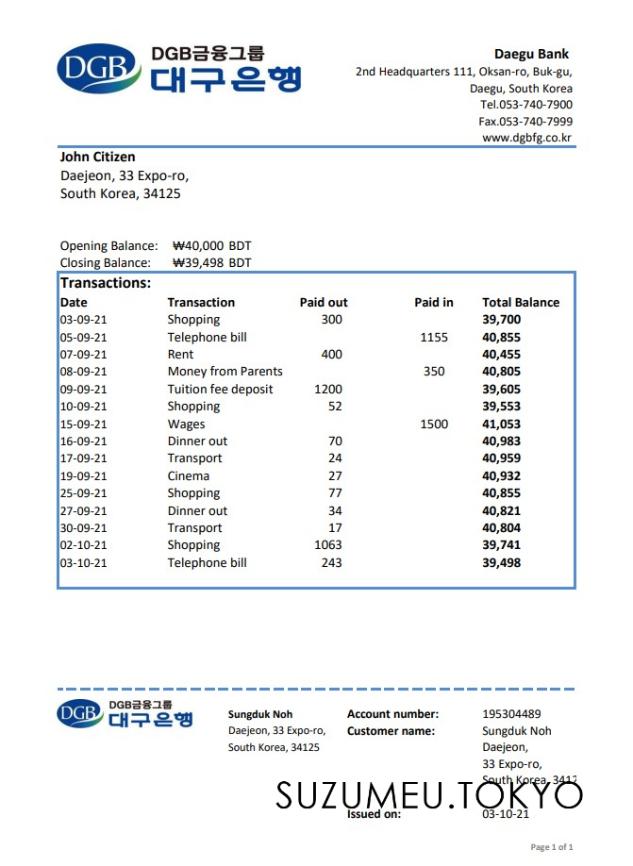 DGB DGB금융그룹
대구은행
Daegu Bank
2nd Headquarters 111, Oksan-ro, Buk-gu,
Daegu, South Korea
Tel.053-740-7900
Fax.053-740-7999
www.dgbfg.co.kr
John Citizen
Daejeon, 33 Expo-ro,
South Korea, 34125
Opening Balance: ₩40,000 BDT
Closing Balance: ₩39,498 BDT
Transactions:
Date Transaction Paid out Paid in Total Balance
03-09-21 Shopping 300 39,700
05-09-21 Telephone bill 1155 40,855
07-09-21 Rent 400 40,455
08-09-21 Money from Parents 350 40,805
09-09-21 Tuition fee deposit 1200 39,605
10-09-21 Shopping 52 39,553
15-09-21 Wages 1500 41,053
16-09-21 Dinner out 70 40,983
17-09-21 Transport 24 40,959
19-09-21 Cinema 27 40,932
25-09-21 Shopping 77 40,855
27-09-21 Dinner out 34 40,821
30-09-21 Transport 17 40,804
02-10-21 Shopping 1063 39,741
03-10-21 Telephone bill 243 39,498
DGB DGB금융그룹
대구은행
Sungduk Noh
Daejeon, 33 Expo-ro,
South Korea, 34125
Account number: 195304489
Customer name: Sungduk Noh
Daejeon,
33 Expo-ro,
South Korea, 3412
SUZUMEU.TOKYO
Issued on: 03-10-21
Page 1 of 1